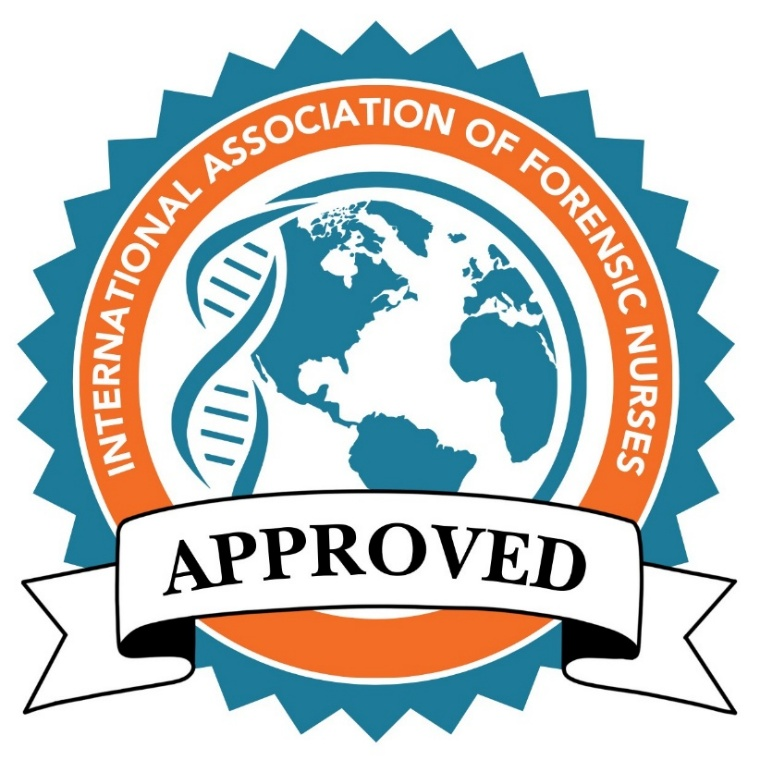 INTERNATIONAL ASSOCIATION OF FORENSIC NURSES
APPROVED